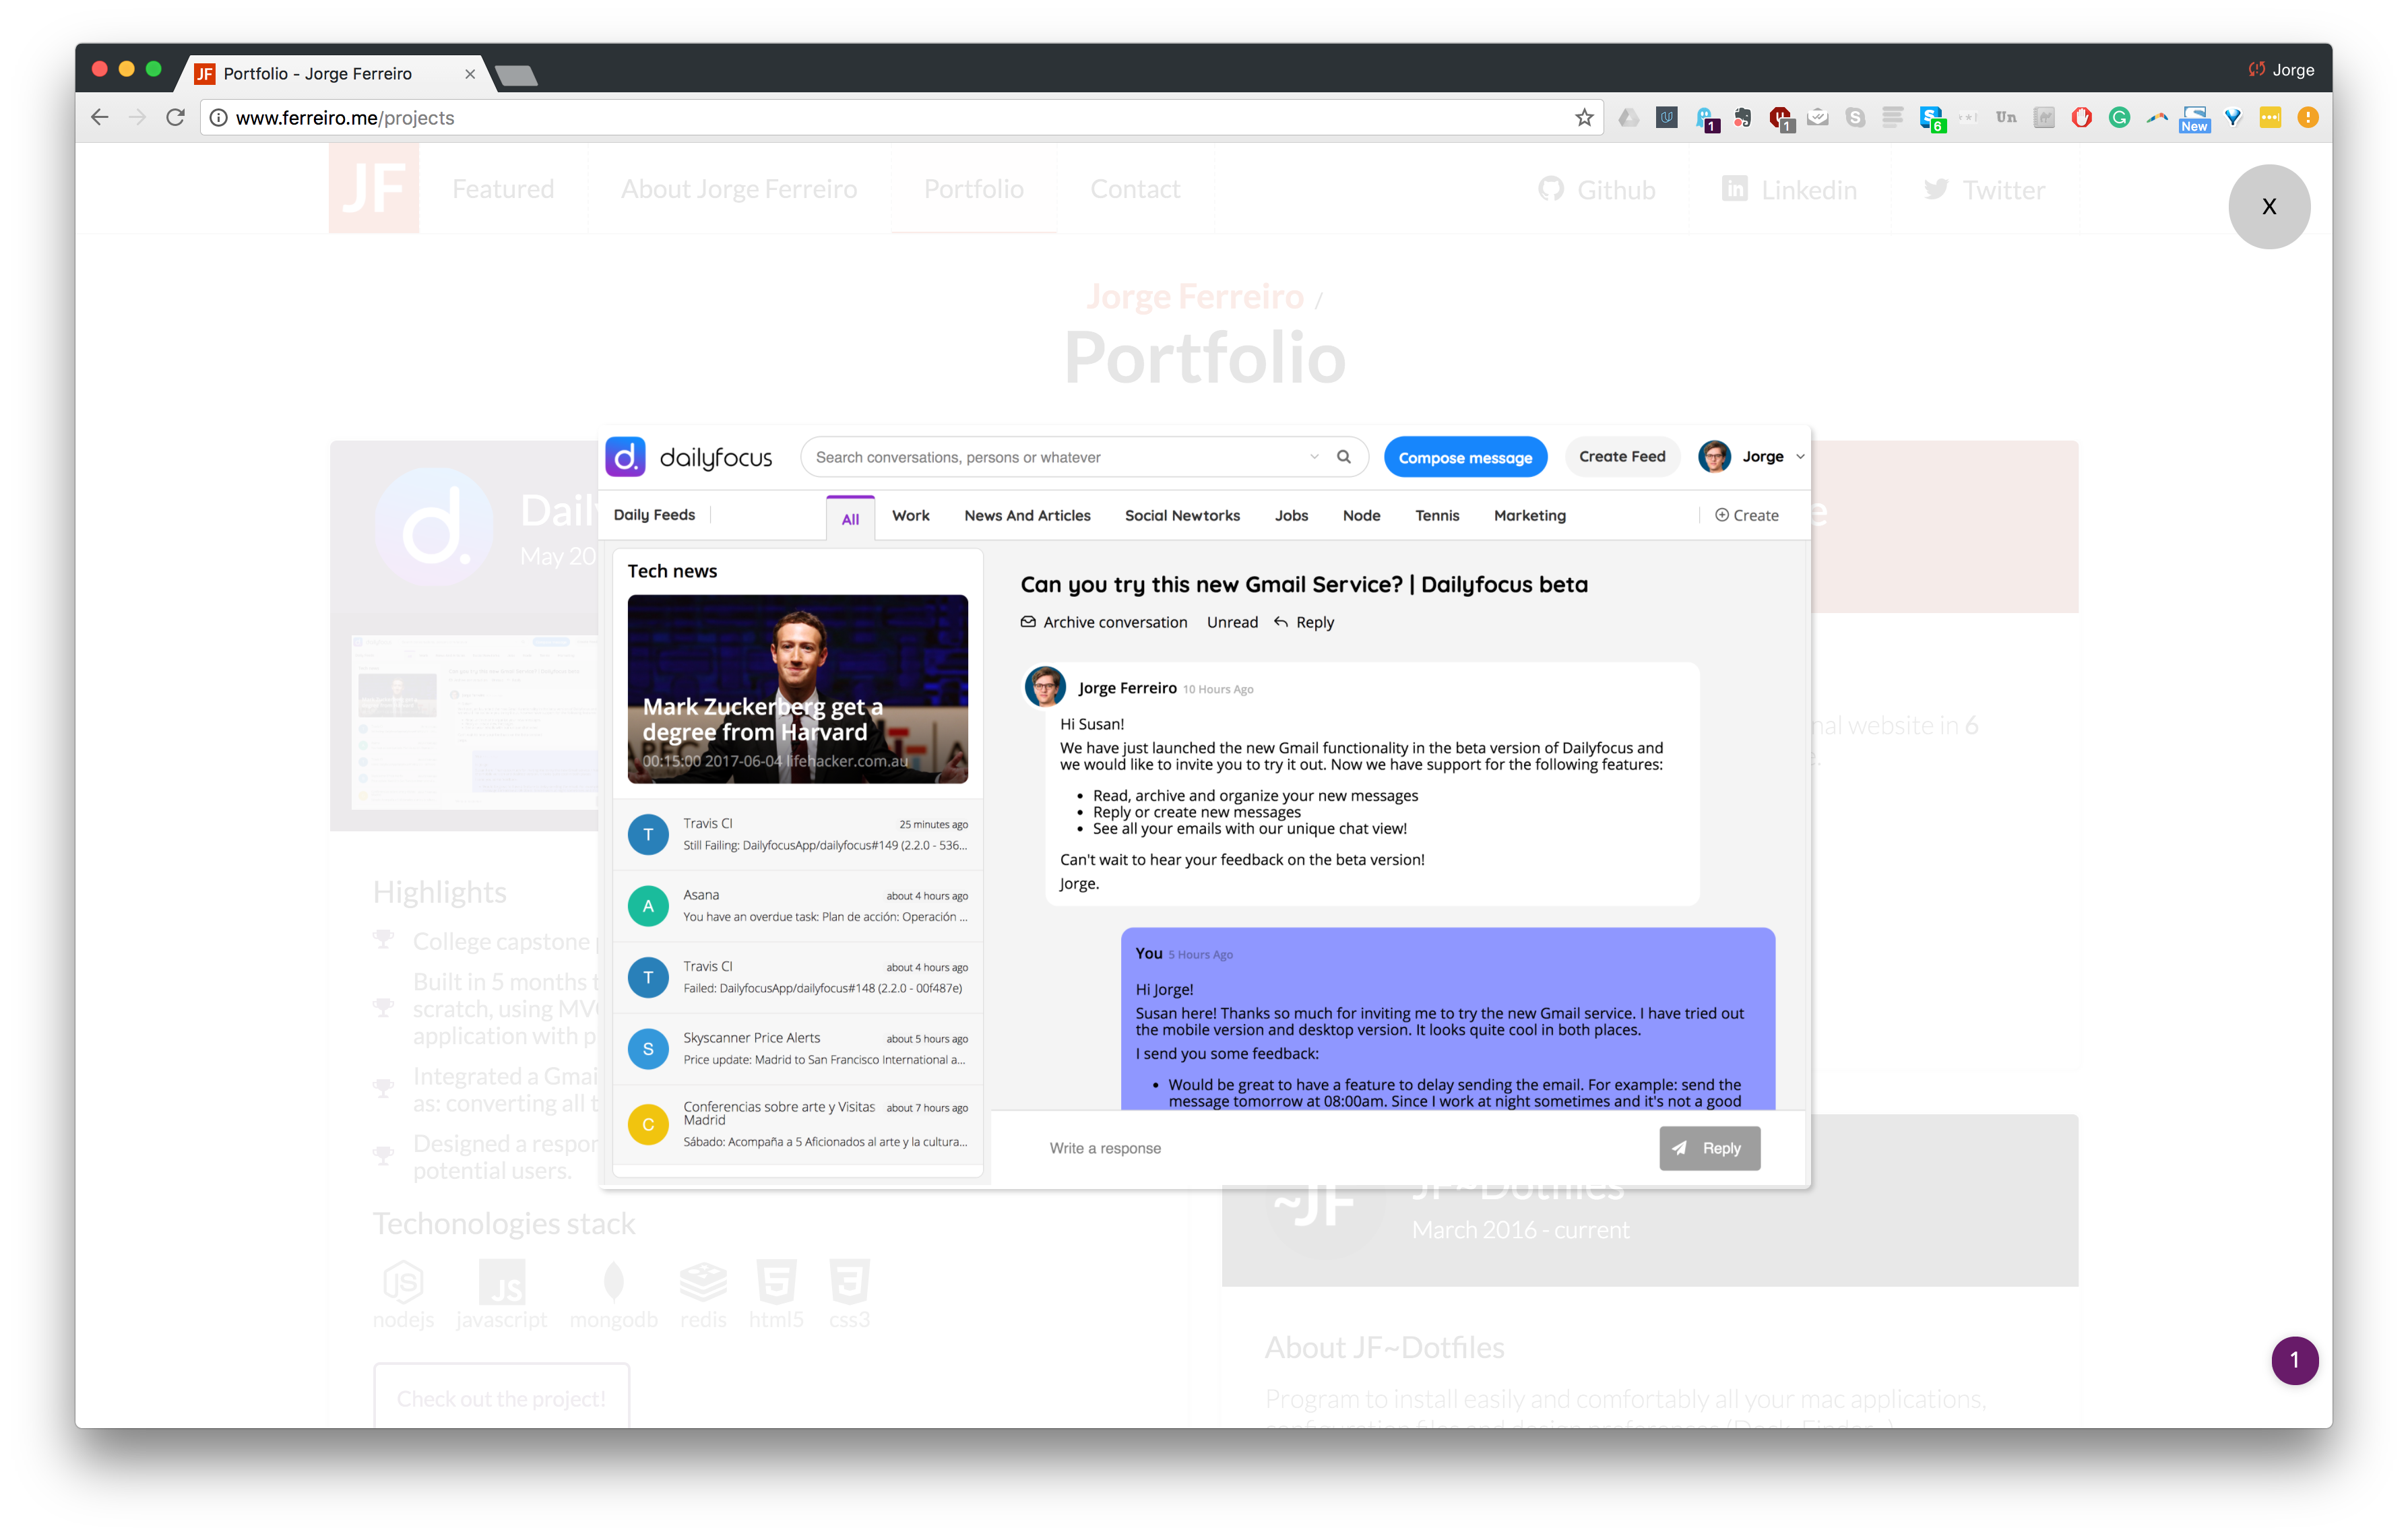 JF Portfolio - Jorge Ferreiro
Jorge
www.ferreiro.me/projects
1
1
6
Un
New
JF
Featured
About Jorge Ferreiro
Portfolio
Contact
Github
Linkedin
Twitter
X
Jorge Ferreiro /
Portfolio
d. dailyfocus
Search conversations, persons or whatever
Compose message
Create Feed
Jorge
Daily Feeds
All
Work
News And Articles
Social Newtorks
Jobs
Node
Tennis
Marketing
Create
Tech news
Mark Zuckerberg get a
degree from Harvard
00:15:00 2017-06-04 lifehacker.com.au
T
Travis CI
25 minutes ago
Still Failing: DailyfocusApp/dailyfocus#149 (2.2.0 - 536...
A
Asana
about 4 hours ago
You have an overdue task: Plan de acción: Operación ...
T
Travis CI
about 4 hours ago
Failed: DailyfocusApp/dailyfocus#148 (2.2.0 - 00f487e)
S
Skyscanner Price Alerts
about 5 hours ago
Price update: Madrid to San Francisco International a...
C
Conferencias sobre arte y Visitas
Madrid
about 7 hours ago
Sábado: Acompaña a 5 Aficionados al arte y la cultura...
Can you try this new Gmail Service? | Dailyfocus beta
Archive conversation
Unread
Reply
Jorge Ferreiro 10 Hours Ago
Hi Susan!
We have just launched the new Gmail functionality in the beta version of Dailyfocus and
we would like to invite you to try it out. Now we have support for the following features:
• Read, archive and organize your new messages
• Reply or create new messages
• See all your emails with our unique chat view!
Can't wait to hear your feedback on the beta version!
Jorge.
You 5 Hours Ago
Hi Jorge!
Susan here! Thanks so much for inviting me to try the new Gmail service. I have tried out
the mobile version and desktop version. It looks quite cool in both places.
I send you some feedback:
• Would be great to have a feature to delay sending the email. For example: send the
message tomorrow at 08:00am. Since I work at night sometimes and it's not a good
Write a response
Reply
d.
Daily
May 20
Highlights
College capstone
Built in 5 months
scratch, using MV
application with
Integrated a Gmai
as: converting all
Designed a respon
potential users.
Techonologies stack
nodejs
javascript
mongodb
redis
html5
css3
Check out the project!
nal website in 6
~JF
JF~Dotfiles
March 2016 - current
About JF~Dotfiles
Program to install easily and comfortably all your mac applications,
1